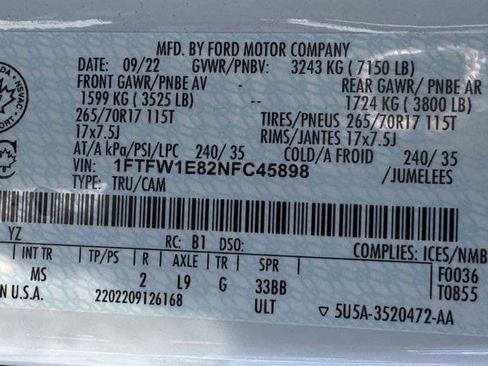 MFD. BY FORD MOTOR COMPANY
DATE: 09/22 GVWR/PNBV: 3243 KG ( 7150 LB)
FRONT GAWR/PNBE AV REAR GAWR/ PNBE AR
1599 KG ( 3525 LB) 1724 KG ( 3800 LB)
265/70R17 115T TIRES/PNEUS 265/70R17 115T
17x7.5J RIMS/JANTES 17x7.5J
AT/A kPa/PSI/LPC 240/ 35 COLD/A FROID 240/ 35
VIN: 1FTFW1E82NFC45898 /JUMELEES
TYPE: TRU/CAM
YZ RC: B1 DSO: COMPLIES: ICES/NMB
INT TR TP/PS R AXLE TR SPR F0036
MS 2 L9 G 33BB T0855
N U.S.A. 2202209126168 ULT 5U5A-3520472-AA